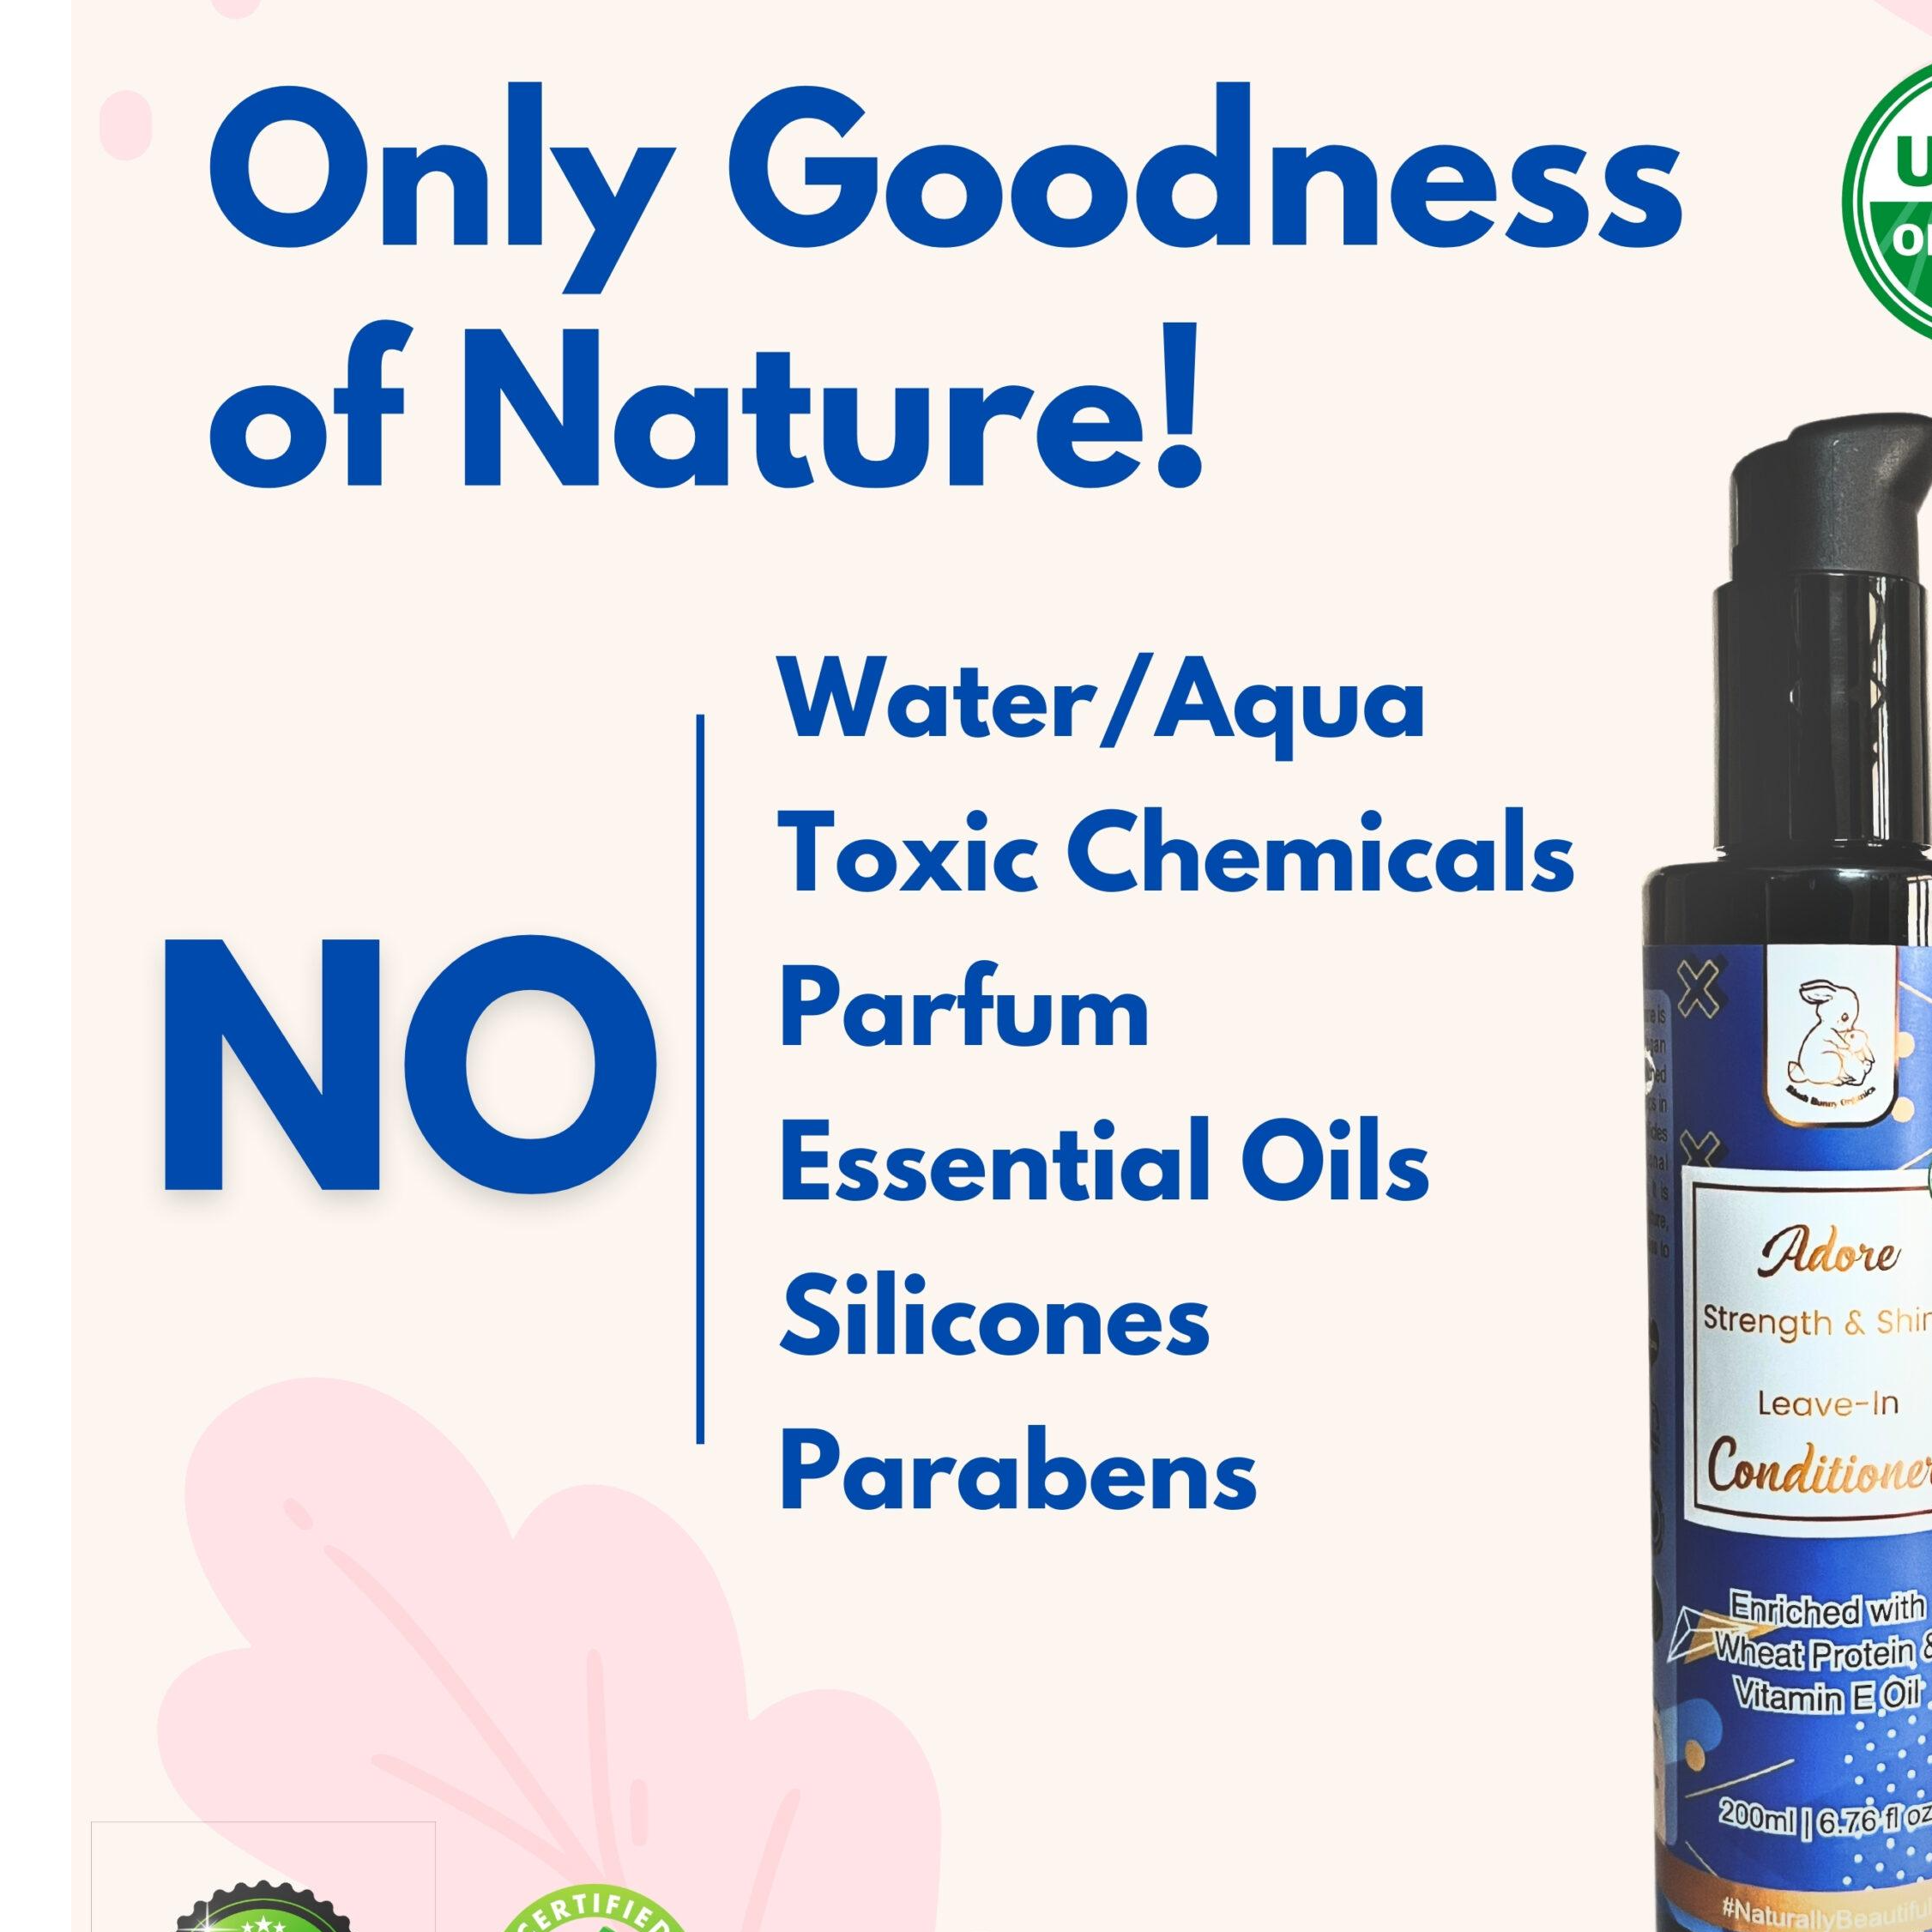 Only Goodness
of Nature!
NO
Water/Aqua
Toxic Chemicals
Parfum
Essential Oils
Silicones
Parabens
Adore
Strength &
Leave-In
Conditioner
Enriched with
Wheat Protein &
Vitamin E Oil
200ml | 6.76 fl oz
CERTIFIED